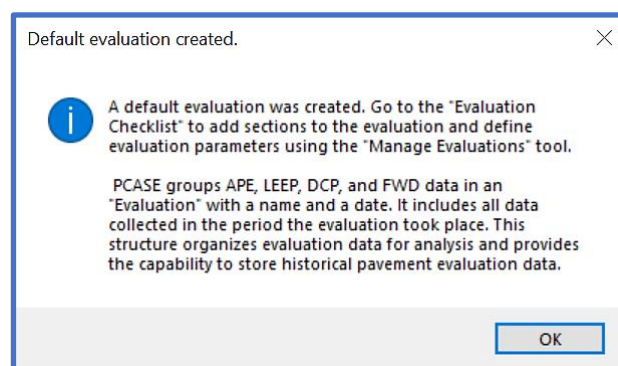 Default evaluation created.
A default evaluation was created. Go to the "Evaluation
Checklist" to add sections to the evaluation and define
evaluation parameters using the "Manage Evaluations" tool.
PCASE groups APE, LEEP, DCP, and FWD data in an
"Evaluation" with a name and a date. It includes all data
collected in the period the evaluation took place. This
structure organizes evaluation data for analysis and provides
the capability to store historical pavement evaluation data.
OK